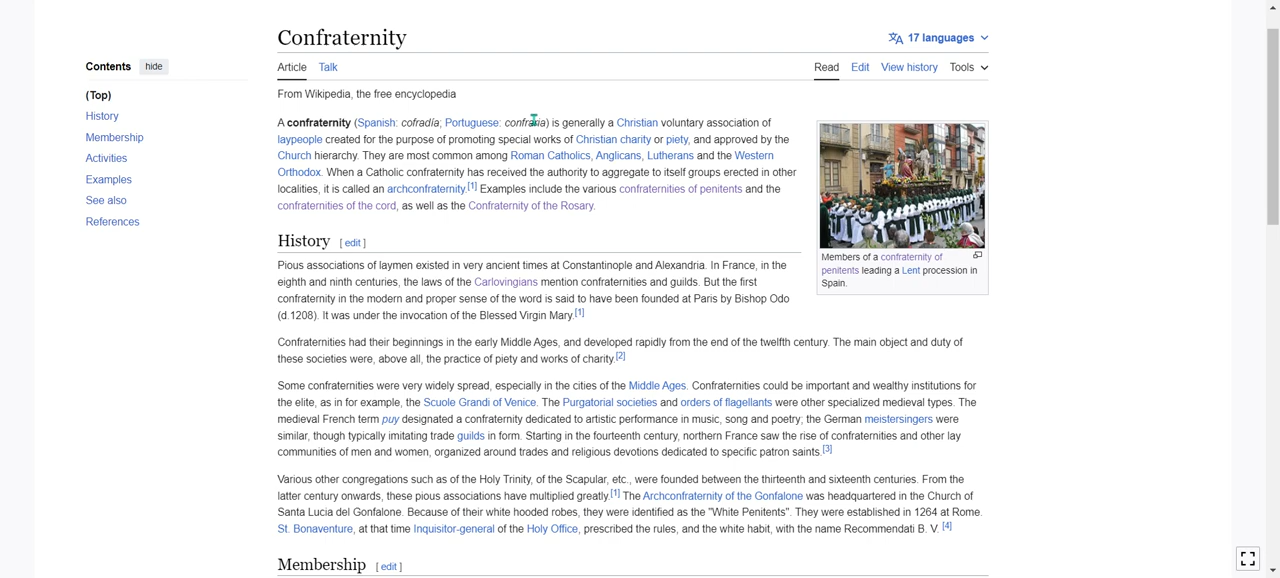 Confraternity
17 languages
Contents hide
Article Talk
Read Edit View history Tools
(Top)
History
Membership
Activities
Examples
See also
References
From Wikipedia, the free encyclopedia
A confraternity (Spanish: cofradía; Portuguese: confraria) is generally a Christian voluntary association of
laypeople created for the purpose of promoting special works of Christian charity or piety, and approved by the
Church hierarchy. They are most common among Roman Catholics, Anglicans, Lutherans and the Western
Orthodox. When a Catholic confraternity has received the authority to aggregate to itself groups erected in other
localities, it is called an archconfraternity.[1] Examples include the various confraternities of penitents and the
confraternities of the cord, as well as the Confraternity of the Rosary.
Members of a confraternity of
penitents leading a Lent procession in
Spain.
History [ edit ]
Pious associations of laymen existed in very ancient times at Constantinople and Alexandria. In France, in the
eighth and ninth centuries, the laws of the Carlovingians mention confraternities and guilds. But the first
confraternity in the modern and proper sense of the word is said to have been founded at Paris by Bishop Odo
(d.1208). It was under the invocation of the Blessed Virgin Mary.[1]
Confraternities had their beginnings in the early Middle Ages, and developed rapidly from the end of the twelfth century. The main object and duty of
these societies were, above all, the practice of piety and works of charity.[2]
Some confraternities were very widely spread, especially in the cities of the Middle Ages. Confraternities could be important and wealthy institutions for
the elite, as in for example, the Scuole Grandi of Venice. The Purgatorial societies and orders of flagellants were other specialized medieval types. The
medieval French term puy designated a confraternity dedicated to artistic performance in music, song and poetry; the German meistersingers were
similar, though typically imitating trade guilds in form. Starting in the fourteenth century, northern France saw the rise of confraternities and other lay
communities of men and women, organized around trades and religious devotions dedicated to specific patron saints.[3]
Various other congregations such as of the Holy Trinity, of the Scapular, etc., were founded between the thirteenth and sixteenth centuries. From the
latter century onwards, these pious associations have multiplied greatly.[1] The Archconfraternity of the Gonfalone was headquartered in the Church of
Santa Lucia del Gonfalone. Because of their white hooded robes, they were identified as the "White Penitents". They were established in 1264 at Rome.
St. Bonaventure, at that time Inquisitor-general of the Holy Office, prescribed the rules, and the white habit, with the name Recommendati B. V. [4]
Membership [ edit ]